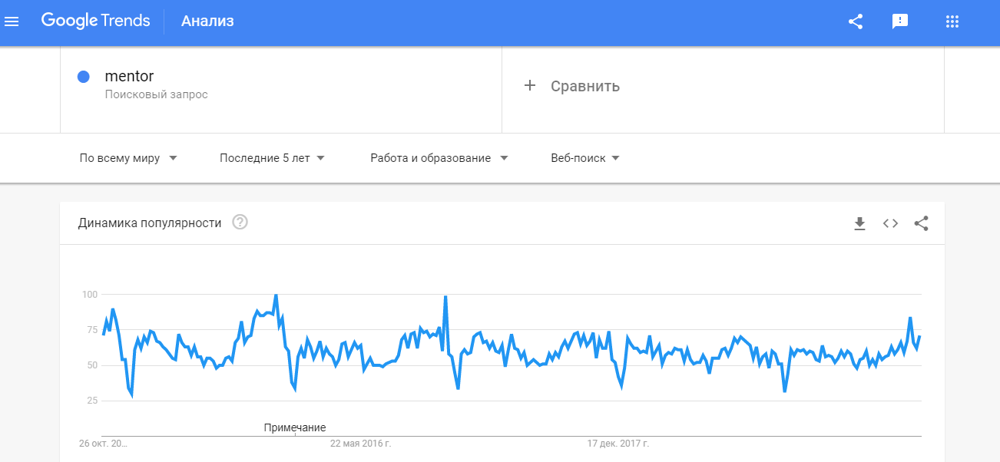 Google Trends Анализ
mentor
Поисковый запрос
+ Сравнить
По всему миру Последние 5 лет Работа и образование Веб-поиск
Динамика популярности ?
100
75
50
25
Примечание
26 окт. 20... 22 мая 2016 г. 17 дек. 2017 г.